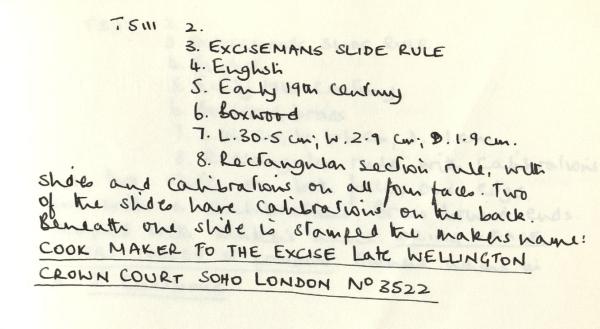 TS111 2.
3. EXCISEMANS SLIDE RULE
4. English
5. Early 19th Century
6. Boxwood
7. L. 30.5 cm; W. 2.9 cm; D. 1.9 cm.
8. Rectangular section rule, with
slides and calibrations on all four faces. Two
of the slides have calibrations on the back
Beneath one slide is stamped the makers name:
COOK MAKER TO THE EXCISE Late WELLINGTON
CROWN COURT SOHO LONDON No 3522